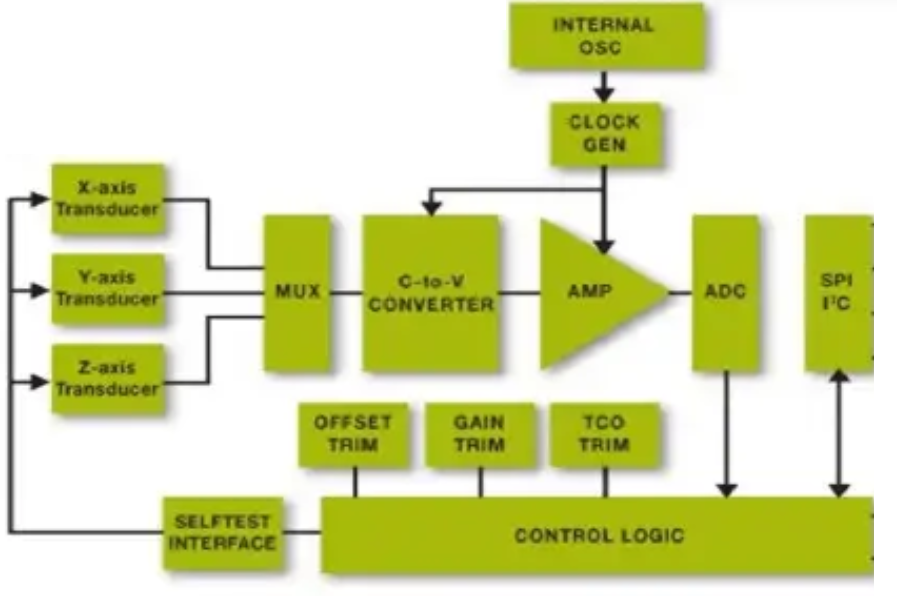 INTERNAL
OSC
CLOCK
GEN
X-axis
Transducer
Y-axis
Transducer
Z-axis
Transducer
MUX
C-to-V
CONVERTER
AMP
ADC
SPI
I²C
OFFSET
TRIM
GAIN
TRIM
TCO
TRIM
SELFTEST
INTERFACE
CONTROL LOGIC